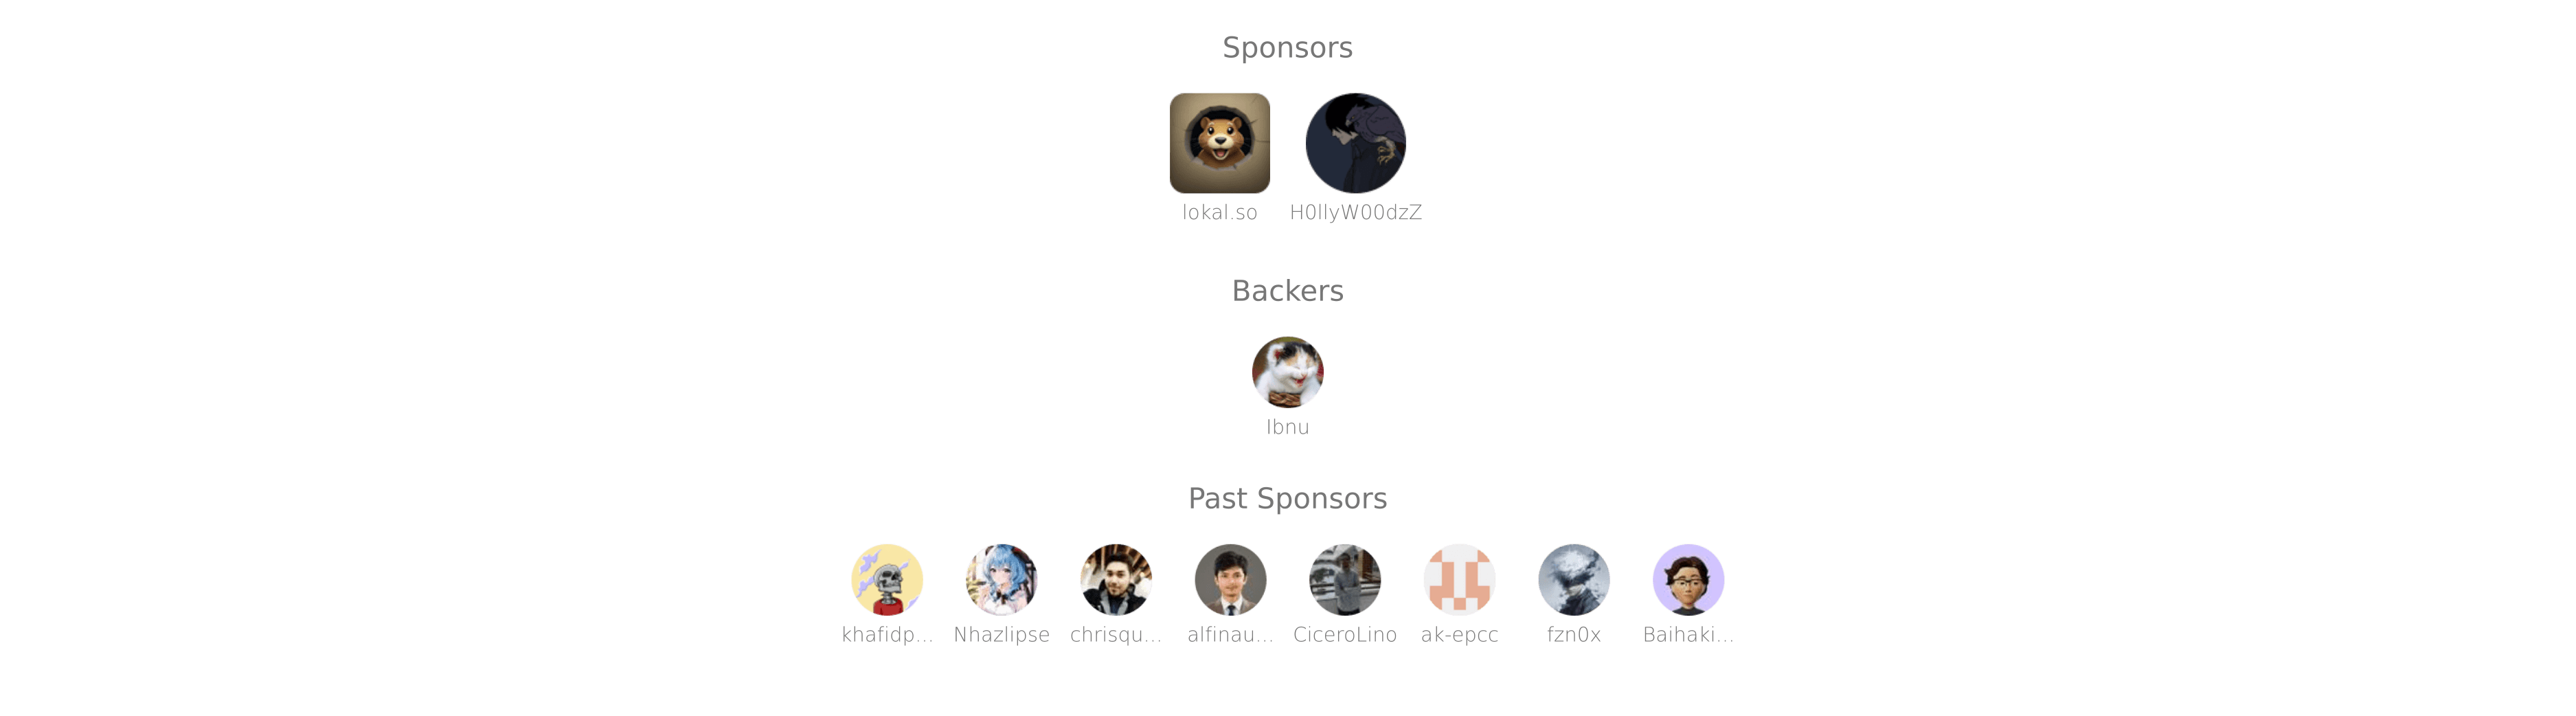 Sponsors
lokal.so H0llyW00dzZ
Backers
Ibnu
Past Sponsors
khafidp... Nhazlipse chrisqu... alfinau... CiceroLino ak-epcc fzn0x Baihaki...